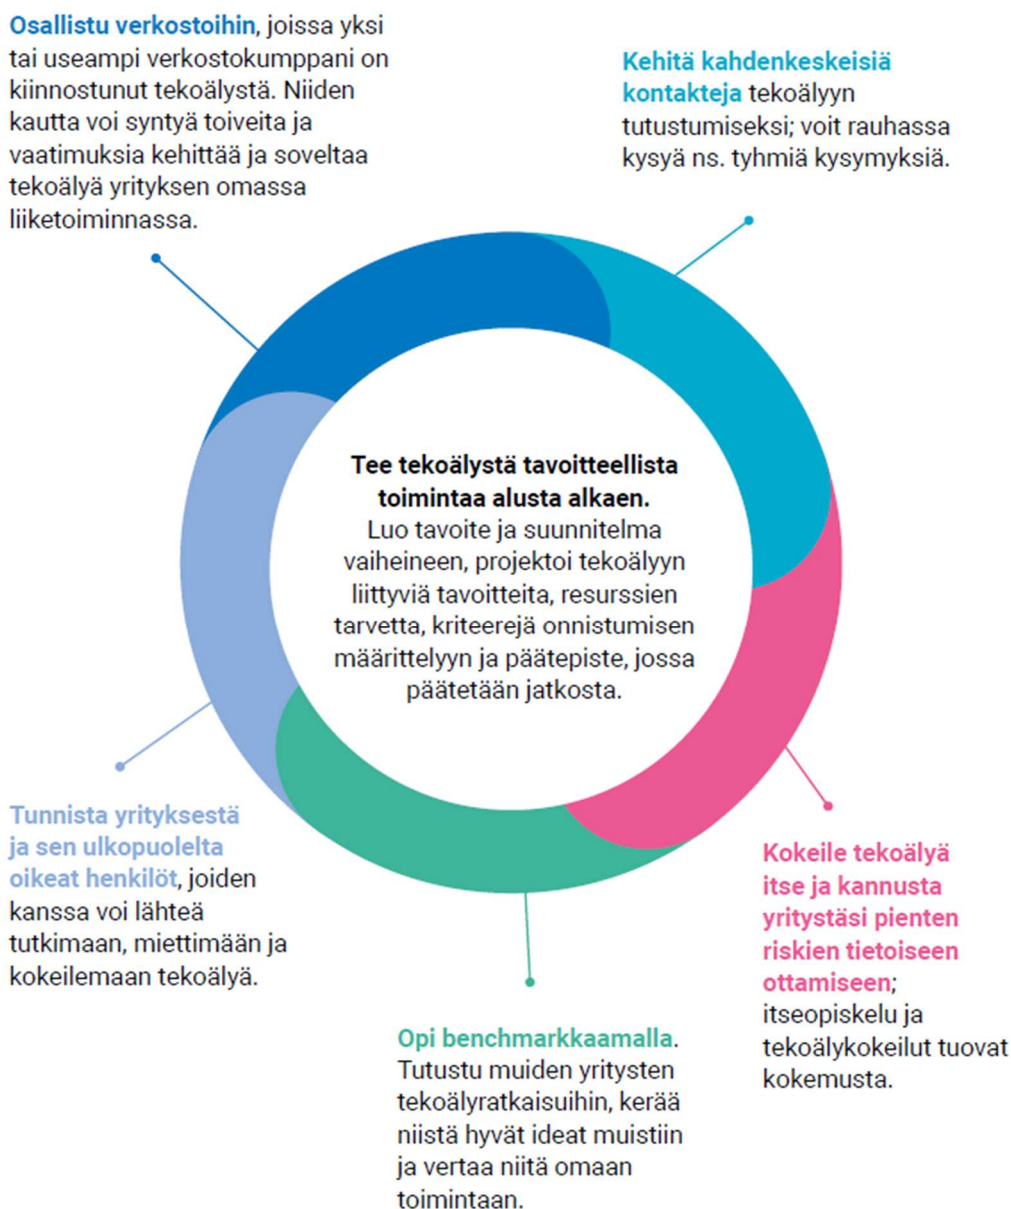 Osallistu verkostoihin, joissa yksi
tai useampi verkostokumppani on
kiinnostunut tekoälystä. Niiden
kautta voi syntyä toiveita ja
vaatimuksia kehittää ja soveltaa
tekoälyä yrityksen omassa
liiketoiminnassa.
Kehitä kahdenkeskeisiä
kontakteja tekoälyyn
tutustumiseksi; voit rauhassa
kysyä ns. tyhmiä kysymyksiä.
Tee tekoälystä tavoitteellista
toimintaa alusta alkaen.
Luo tavoite ja suunnitelma
vaiheineen, projektoi tekoälyyn
liittyviä tavoitteita, resurssien
tarvetta, kriteerejä onnistumisen
määrittelyyn ja päätepiste, jossa
päätetään jatkosta.
Tunnista yrityksestä
ja sen ulkopuolelta
oikeat henkilöt, joiden
kanssa voi lähteä
tutkimaan, miettimään ja
kokeilemaan tekoälyä.
Kokeile tekoälyä
itse ja kannusta
yritystäsi pienten
riskien tietoiseen
ottamiseen;
itseopiskelu ja
tekoälykokeilut tuovat
kokemusta.
Opi benchmarkkaamalla.
Tutustu muiden yritysten
tekoälyratkaisuihin, kerää
niistä hyvät ideat muistiin
ja vertaa niitä omaan
toimintaan.